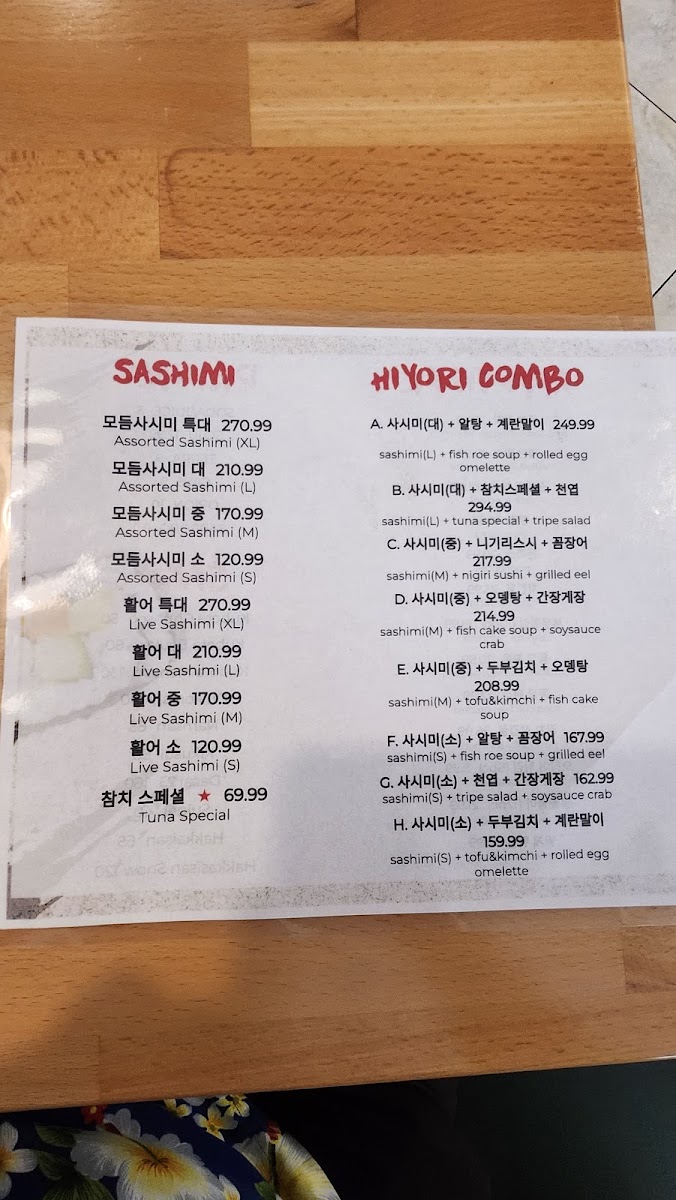 SASHIMI
모듬사시미 특대 270.99
Assorted Sashimi (XL)
모듬사시미 대 210.99
Assorted Sashimi (L)
모듬사시미 중 170.99
Assorted Sashimi (M)
모듬사시미 소 120.99
Assorted Sashimi (S)
활어 특대 270.99
Live Sashimi (XL)
활어 대 210.99
Live Sashimi (L)
활어 중 170.99
Live Sashimi (M)
활어 소 120.99
Live Sashimi (S)
참치 스페셜 ★ 69.99
Tuna Special
HIYORI COMBO
A. 사시미(대) + 알탕 + 계란말이 249.99
sashimi(L) + fish roe soup + rolled egg
omelette
B. 사시미(대) + 참치스페셜 + 천엽
294.99
sashimi(L) + tuna special + tripe salad
C. 사시미(중) + 니기리스시 + 꼼장어
217.99
sashimi(M) + nigiri sushi + grilled eel
D. 사시미(중) + 오뎅탕 + 간장게장
214.99
sashimi(M) + fish cake soup + soysauce
crab
E. 사시미(중) + 두부김치 + 오뎅탕
208.99
sashimi(M) + tofu&kimchi + fish cake
soup
F. 사시미(소) + 알탕 + 꼼장어 167.99
sashimi(S) + fish roe soup + grilled eel
G. 사시미(소) + 천엽 + 간장게장 162.99
sashimi(S) + tripe salad + soysauce crab
H. 사시미(소) + 두부김치 + 계란말이
159.99
sashimi(S) + tofu&kimchi + rolled egg
omelette